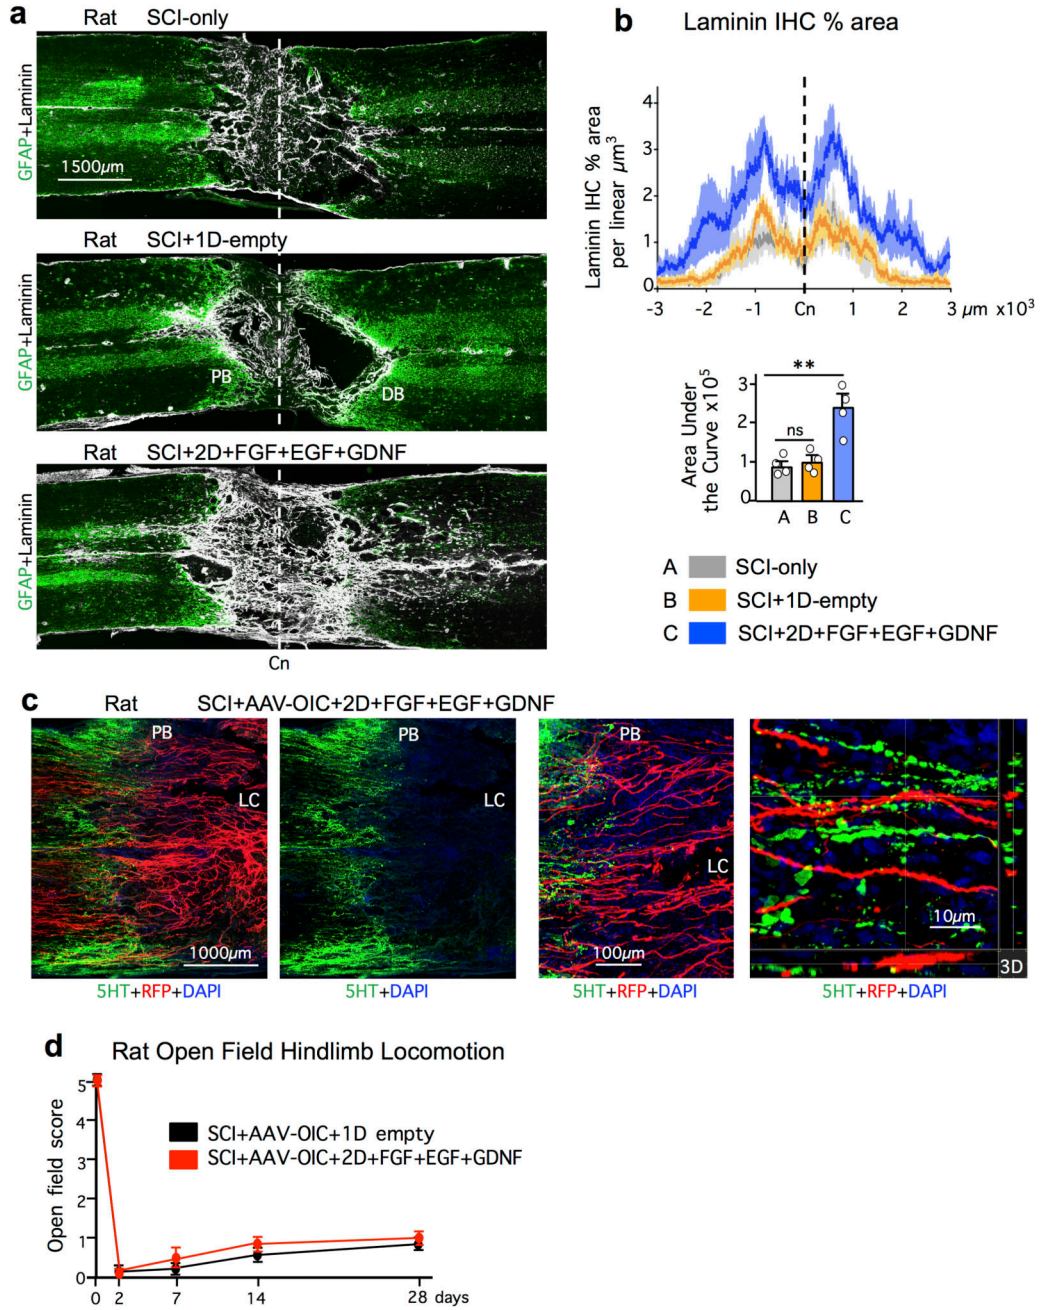 a
Rat SCI-only
GFAP+Laminin
1500µm
Rat SCI+1D-empty
GFAP+Laminin
PB
DB
Rat SCI+2D+FGF+EGF+GDNF
GFAP+Laminin
Cn
b Laminin IHC % area
Laminin IHC % area
per linear µm³
4
3
2
1
0
-3 -2 -1 Cn 1 2 3 µm x10³
Area Under
the Curve x10⁵
3
2
1
0
**
ns
A B C
A SCI-only
B SCI+1D-empty
C SCI+2D+FGF+EGF+GDNF
c Rat SCI+AAV-OIC+2D+FGF+EGF+GDNF
PB
LC
1000µm
5HT+RFP+DAPI
PB
LC
5HT+DAPI
PB
LC
100µm
5HT+RFP+DAPI
10µm
3D
5HT+RFP+DAPI
d Rat Open Field Hindlimb Locomotion
Open field score
5
4
3
2
1
0
SCI+AAV-OIC+1D empty
SCI+AAV-OIC+2D+FGF+EGF+GDNF
0 2 7 14 28 days